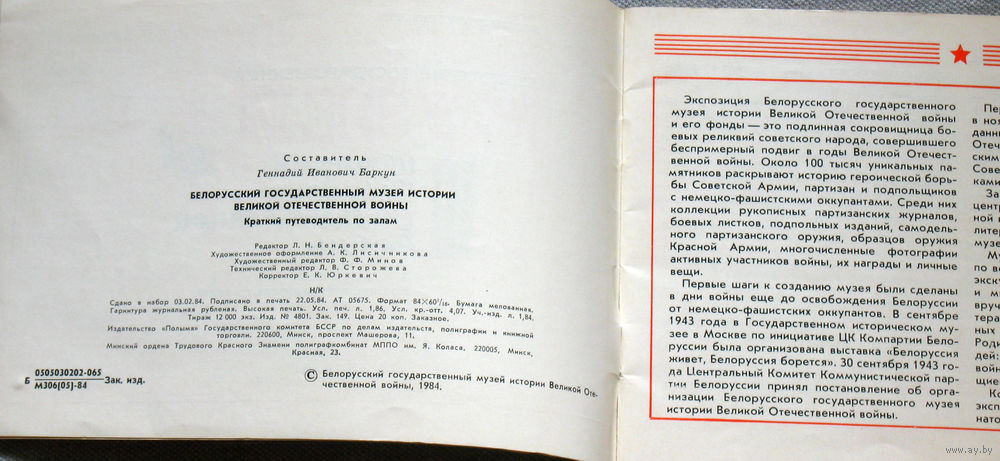 Составитель
Геннадий Иванович Баркун
БЕЛОРУССКИЙ ГОСУДАРСТВЕННЫЙ МУЗЕЙ ИСТОРИИ
ВЕЛИКОЙ ОТЕЧЕСТВЕННОЙ ВОЙНЫ
Краткий путеводитель по залам
Редактор Л. Н. Бендерская
Художественное оформление А. К. Лисичникова
Художественный редактор Ф. Ф. Минов
Технический редактор Л. В. Сторожева
Корректор Е. К. Юркевич
Н/К
Сдано в набор 03.02.84. Подписано в печать 22.05.84. АТ 05675. Формат 84×60¹/₁₆. Бумага мелованная.
Гарнитура журнальная рубленая. Высокая печать. Усл. печ. л. 1,86. Усл. кр.-отт. 4,07. Уч.-изд. л. 1,84.
Тираж 12 000 экз. Изд. № 4801. Зак. 149. Цена 20 коп. Заказное.
Издательство «Полымя» Государственного комитета БССР по делам издательств, полиграфии и книжной
торговли. 220600, Минск, проспект Машерова, 11.
Минский ордена Трудового Красного Знамени полиграфкомбинат МППО им. Я. Коласа. 220005, Минск,
Красная, 23.
Б 0505030202-065 Зак. изд.
М306(05)-84
© Белорусский государственный музей истории Великой Оте-
чественной войны, 1984.
Экспозиция Белорусского государственного
музея истории Великой Отечественной войны
и его фонды — это подлинная сокровищница бо-
евых реликвий советского народа, совершившего
беспримерный подвиг в годы Великой Отечест-
венной войны. Около 100 тысяч уникальных па-
мятников раскрывают историю героической борь-
бы Советской Армии, партизан и подпольщиков
с немецко-фашистскими оккупантами. Среди них
коллекции рукописных партизанских журналов,
боевых листков, подпольных изданий, самодель-
ного партизанского оружия, образцов оружия
Красной Армии, многочисленные фотографии
активных участников войны, их награды и личные
вещи.
Первые шаги к созданию музея были сделаны
в дни войны еще до освобождения Белоруссии
от немецко-фашистских оккупантов. В сентябре
1943 года в Государственном историческом му-
зее в Москве по инициативе ЦК Компартии Бело-
руссии была организована выставка «Белоруссия
живет, Белоруссия борется». 30 сентября 1943 го-
да Центральный Комитет Коммунистической пар-
тии Белоруссии принял постановление об орга-
низации Белорусского государственного музея
истории Великой Отечественной войны.
www.ay.by